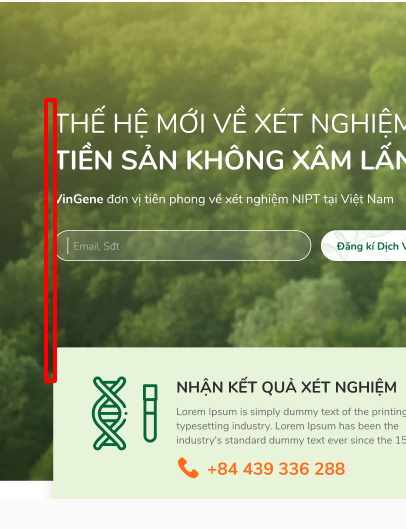 THẾ HỆ MỚI VỀ XÉT NGHIỆM
TIỀN SẢN KHÔNG XÂM LẤN
VinGene đơn vị tiên phong về xét nghiệm NIPT tại Việt Nam
Email, Sđt
Đăng kí Dịch V
NHẬN KẾT QUẢ XÉT NGHIỆM
Lorem Ipsum is simply dummy text of the printing
typesetting industry. Lorem Ipsum has been the
industry's standard dummy text ever since the 15
+84 439 336 288